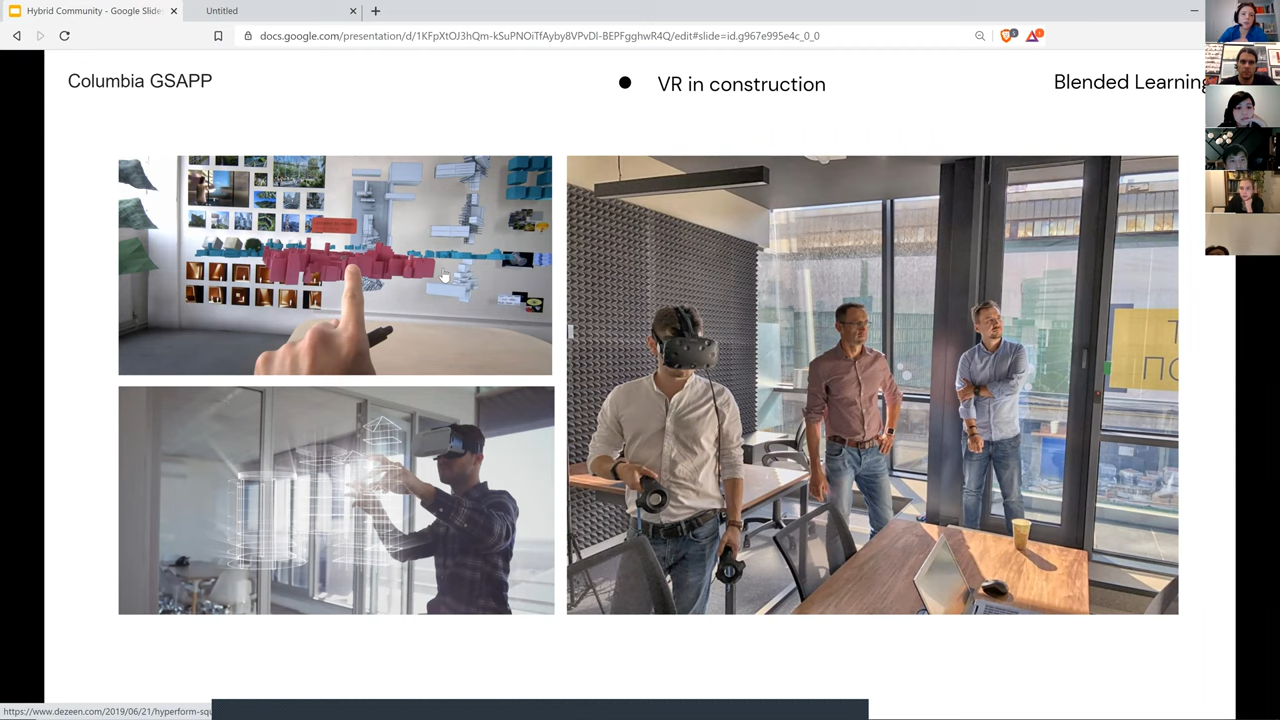 Hybrid Community - Google Slide
Untitled
docs.google.com/presentation/d/1KFpXtOJ3hQm-kSuPNOiTfAyby8VPvDI-BEPFgghwR4Q/edit#slide=id.g967e995e4c_0_0
Columbia GSAPP
VR in construction
Blended Learning
https://www.dezeen.com/2019/06/21/hyperform-squ